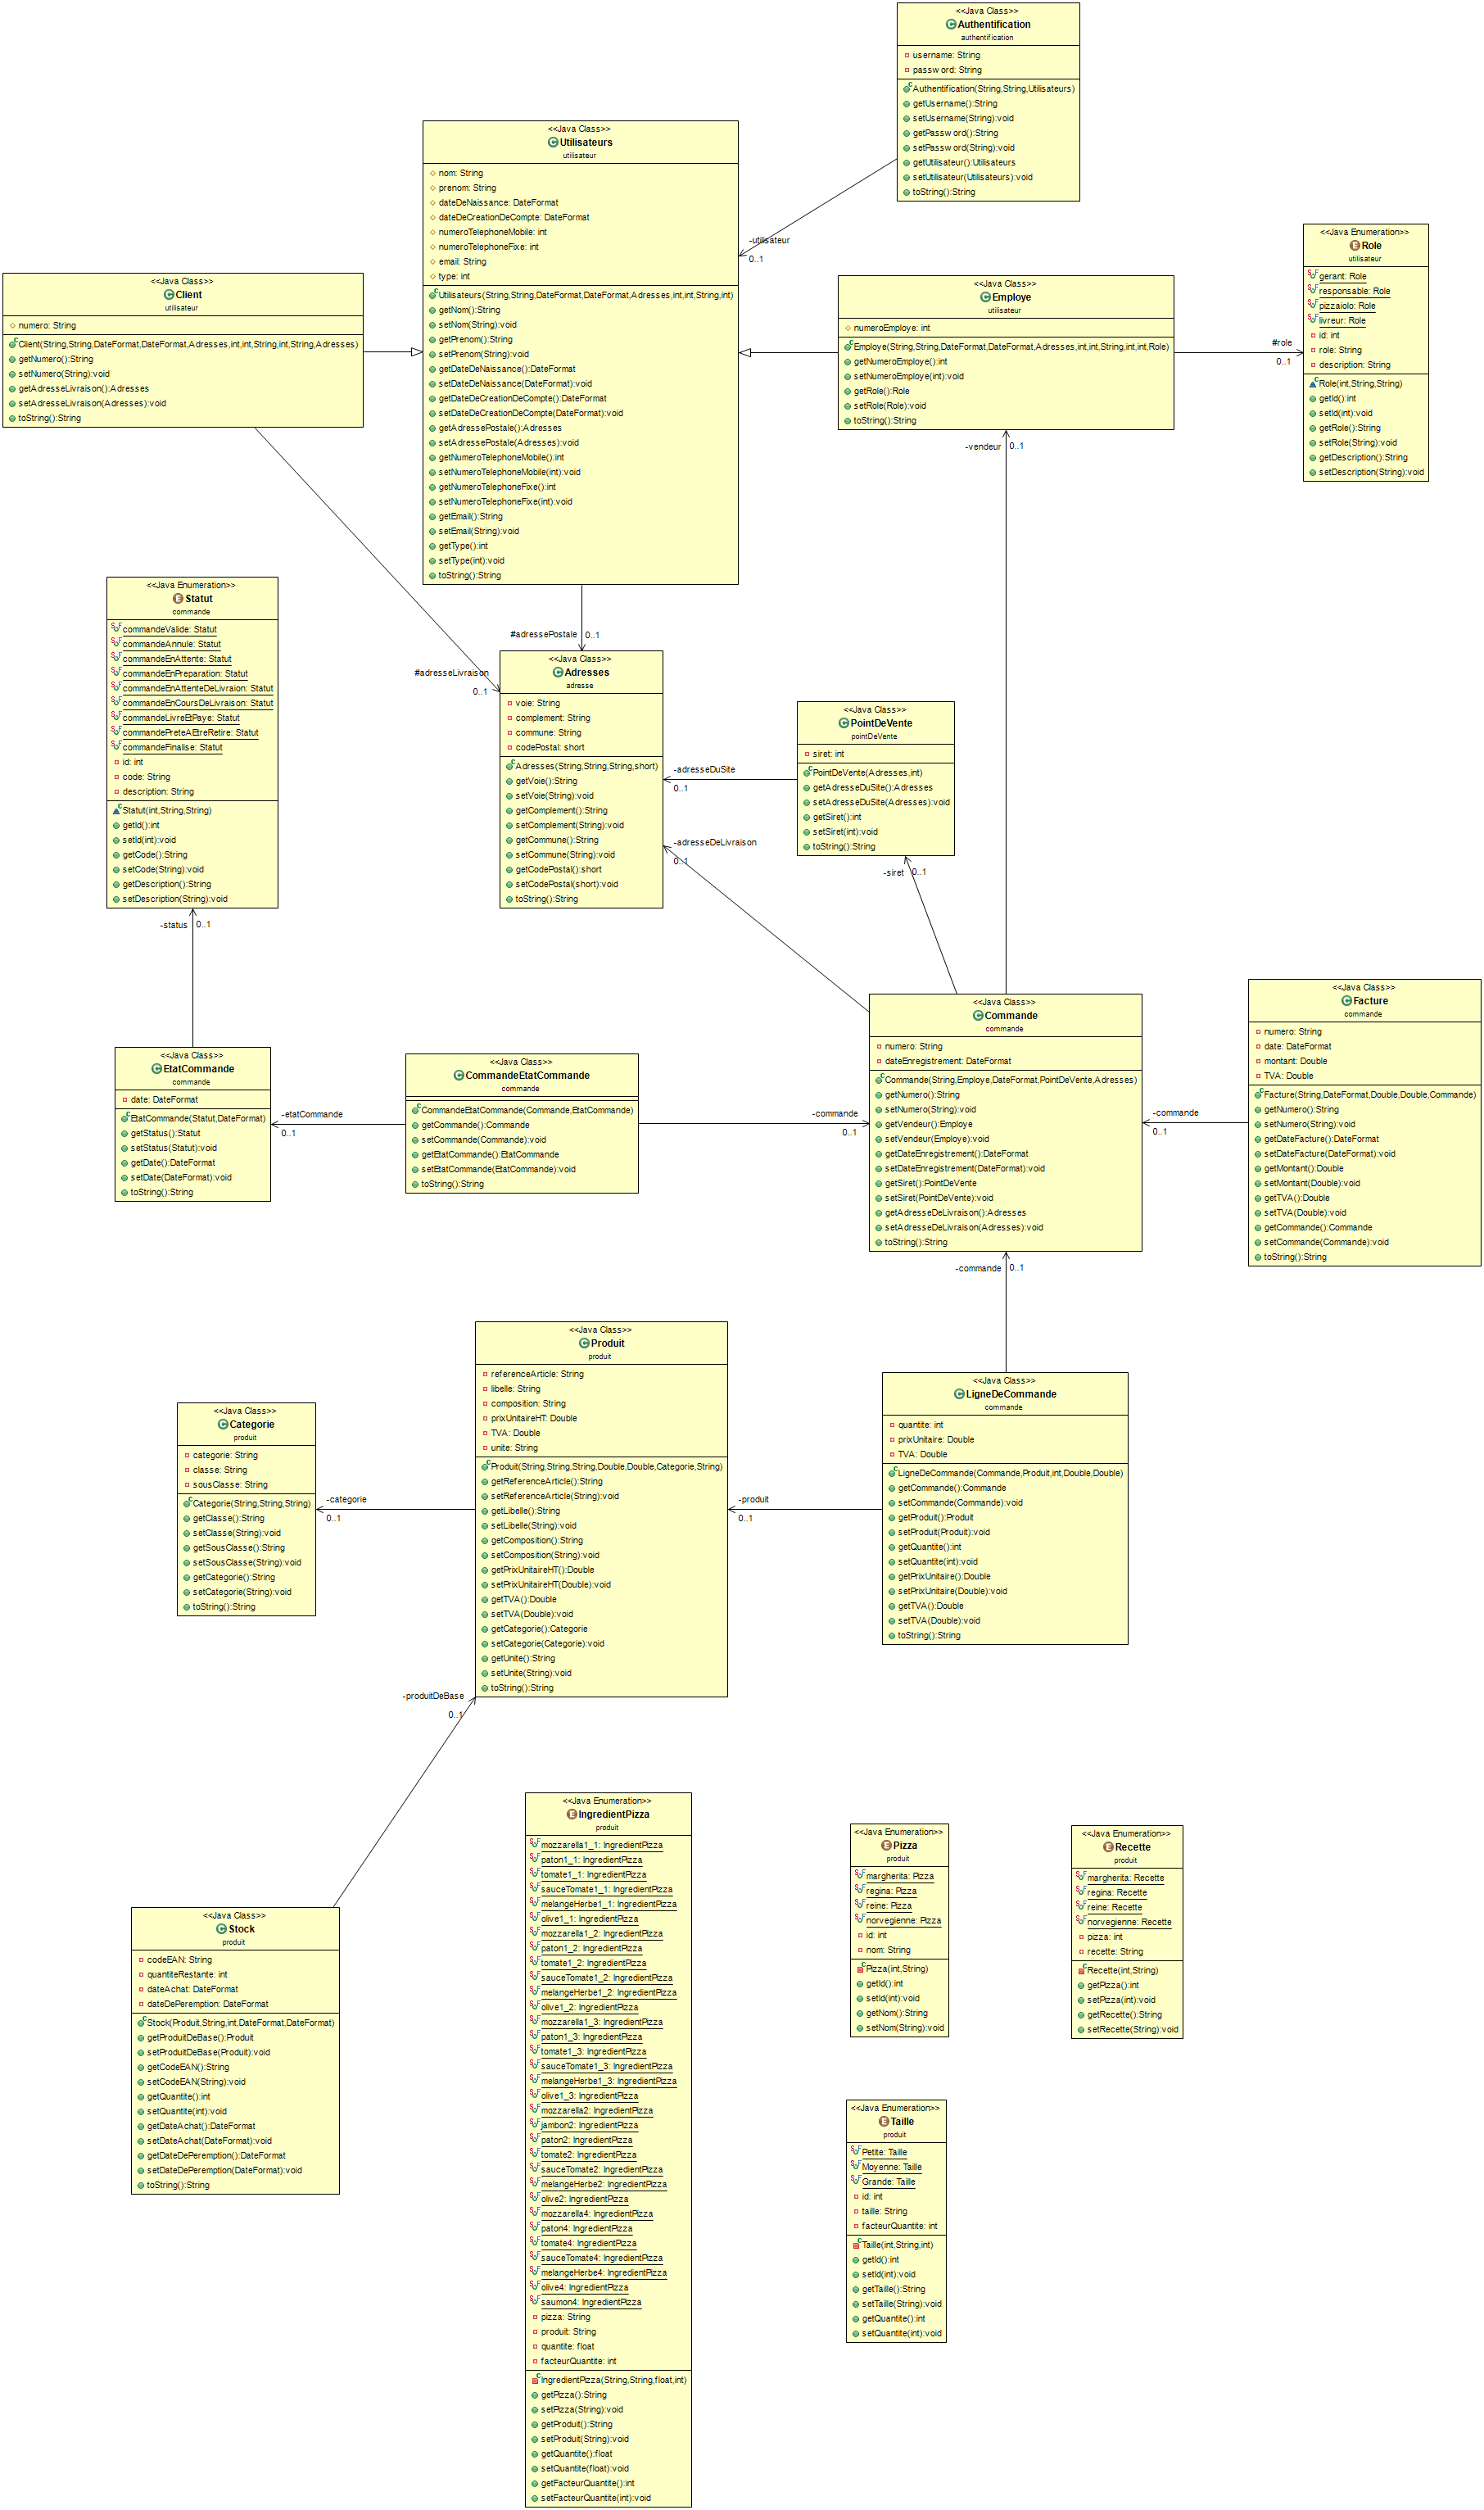 <<Java Class>>
Authentification
authentification
username: String
passw ord: String
Authentification(String,String,Utilisateurs)
getUsername():String
setUsername(String):void
getPassw ord():String
setPassw ord(String):void
getUtilisateur():Utilisateurs
setUtilisateur(Utilisateurs):void
toString():String
<<Java Class>>
Utilisateurs
utilisateur
nom: String
prenom: String
dateDeNaissance: DateFormat
dateDeCreationDeCompte: DateFormat
numeroTelephoneMobile: int
numeroTelephoneFixe: int
email: String
type: int
Utilisateurs(String,String,DateFormat,DateFormat,Adresses,int,int,String,int)
getNom():String
setNom(String):void
getPrenom():String
setPrenom(String):void
getDateDeNaissance():DateFormat
setDateDeNaissance(DateFormat):void
getDateDeCreationDeCompte():DateFormat
setDateDeCreationDeCompte(DateFormat):void
getAdressePostale():Adresses
setAdressePostale(Adresses):void
getNumeroTelephoneMobile():int
setNumeroTelephoneMobile(int):void
getNumeroTelephoneFixe():int
setNumeroTelephoneFixe(int):void
getEmail():String
setEmail(String):void
getType():int
setType(int):void
toString():String
-utilisateur
0..1
<<Java Class>>
Client
utilisateur
numero: String
Client(String,String,DateFormat,DateFormat,Adresses,int,int,String,int,String,Adresses)
getNumero():String
setNumero(String):void
getAdresseLivraison():Adresses
setAdresseLivraison(Adresses):void
toString():String
<<Java Class>>
Employe
utilisateur
numeroEmploye: int
Employe(String,String,DateFormat,DateFormat,Adresses,int,int,String,int,int,Role)
getNumeroEmploye():int
setNumeroEmploye(int):void
getRole():Role
setRole(Role):void
toString():String
#role
0..1
<<Java Enumeration>>
Role
utilisateur
gerant: Role
responsable: Role
pizzaiolo: Role
livreur: Role
id: int
role: String
description: String
Role(int,String,String)
getId():int
setId(int):void
getRole():String
setRole(String):void
getDescription():String
setDescription(String):void
-vendeur
0..1
<<Java Enumeration>>
Statut
commande
commandeValide: Statut
commandeAnnule: Statut
commandeEnAttente: Statut
commandeEnPreparation: Statut
commandeEnAttenteDeLivraion: Statut
commandeEnCoursDeLivraison: Statut
commandeLivreEtPaye: Statut
commandePreteAEtreRetire: Statut
commandeFinalise: Statut
id: int
code: String
description: String
Statut(int,String,String)
getId():int
setId(int):void
getCode():String
setCode(String):void
getDescription():String
setDescription(String):void
#adressePostale
0..1
#adresseLivraison
0..1
<<Java Class>>
Adresses
adresse
voie: String
complement: String
commune: String
codePostal: short
Adresses(String,String,String,short)
getVoie():String
setVoie(String):void
getComplement():String
setComplement(String):void
getCommune():String
setCommune(String):void
getCodePostal():short
setCodePostal(short):void
toString():String
-adresseDuSite
0..1
-adresseDeLivraison
0..1
<<Java Class>>
PointDeVente
pointDeVente
siret: int
PointDeVente(Adresses,int)
getAdresseDuSite():Adresses
setAdresseDuSite(Adresses):void
getSiret():int
setSiret(int):void
toString():String
-siret
0..1
-status
0..1
<<Java Class>>
EtatCommande
commande
date: DateFormat
EtatCommande(Statut,DateFormat)
getStatus():Statut
setStatus(Statut):void
getDate():DateFormat
setDate(DateFormat):void
toString():String
-etatCommande
0..1
<<Java Class>>
CommandeEtatCommande
commande
CommandeEtatCommande(Commande,EtatCommande)
getCommande():Commande
setCommande(Commande):void
getEtatCommande():EtatCommande
setEtatCommande(EtatCommande):void
toString():String
-commande
0..1
<<Java Class>>
Commande
commande
numero: String
dateEnregistrement: DateFormat
Commande(String,Employe,DateFormat,PointDeVente,Adresses)
getNumero():String
setNumero(String):void
getVendeur():Employe
setVendeur(Employe):void
getDateEnregistrement():DateFormat
setDateEnregistrement(DateFormat):void
getSiret():PointDeVente
setSiret(PointDeVente):void
getAdresseDeLivraison():Adresses
setAdresseDeLivraison(Adresses):void
toString():String
-commande
0..1
<<Java Class>>
Facture
commande
numero: String
date: DateFormat
montant: Double
TVA: Double
Facture(String,DateFormat,Double,Double,Commande)
getNumero():String
setNumero(String):void
getDateFacture():DateFormat
setDateFacture(DateFormat):void
getMontant():Double
setMontant(Double):void
getTVA():Double
setTVA(Double):void
getCommande():Commande
setCommande(Commande):void
toString():String
-commande
0..1
<<Java Class>>
Categorie
produit
categorie: String
classe: String
sousClasse: String
Categorie(String,String,String)
getClasse():String
setClasse(String):void
getSousClasse():String
setSousClasse(String):void
getCategorie():String
setCategorie(String):void
toString():String
-categorie
0..1
<<Java Class>>
Produit
produit
referenceArticle: String
libelle: String
composition: String
prixUnitaireHT: Double
TVA: Double
unite: String
Produit(String,String,String,Double,Double,Categorie,String)
getReferenceArticle():String
setReferenceArticle(String):void
getLibelle():String
setLibelle(String):void
getComposition():String
setComposition(String):void
getPrixUnitaireHT():Double
setPrixUnitaireHT(Double):void
getTVA():Double
setTVA(Double):void
getCategorie():Categorie
setCategorie(Categorie):void
getUnite():String
setUnite(String):void
toString():String
-produit
0..1
<<Java Class>>
LigneDeCommande
commande
quantite: int
prixUnitaire: Double
TVA: Double
LigneDeCommande(Commande,Produit,int,Double,Double)
getCommande():Commande
setCommande(Commande):void
getProduit():Produit
setProduit(Produit):void
getQuantite():int
setQuantite(int):void
getPrixUnitaire():Double
setPrixUnitaire(Double):void
getTVA():Double
setTVA(Double):void
toString():String
-produitDeBase
0..1
<<Java Class>>
Stock
produit
codeEAN: String
quantiteRestante: int
dateAchat: DateFormat
dateDePeremption: DateFormat
Stock(Produit,String,int,DateFormat,DateFormat)
getProduitDeBase():Produit
setProduitDeBase(Produit):void
getCodeEAN():String
setCodeEAN(String):void
getQuantite():int
setQuantite(int):void
getDateAchat():DateFormat
setDateAchat(DateFormat):void
getDateDePeremption():DateFormat
setDateDePeremption(DateFormat):void
toString():String
<<Java Enumeration>>
IngredientPizza
produit
mozzarella1_1: IngredientPizza
paton1_1: IngredientPizza
tomate1_1: IngredientPizza
sauceTomate1_1: IngredientPizza
melangeHerbe1_1: IngredientPizza
olive1_1: IngredientPizza
mozzarella1_2: IngredientPizza
paton1_2: IngredientPizza
tomate1_2: IngredientPizza
sauceTomate1_2: IngredientPizza
melangeHerbe1_2: IngredientPizza
olive1_2: IngredientPizza
mozzarella1_3: IngredientPizza
paton1_3: IngredientPizza
tomate1_3: IngredientPizza
sauceTomate1_3: IngredientPizza
melangeHerbe1_3: IngredientPizza
olive1_3: IngredientPizza
mozzarella2: IngredientPizza
jambon2: IngredientPizza
paton2: IngredientPizza
tomate2: IngredientPizza
sauceTomate2: IngredientPizza
melangeHerbe2: IngredientPizza
olive2: IngredientPizza
mozzarella4: IngredientPizza
paton4: IngredientPizza
tomate4: IngredientPizza
sauceTomate4: IngredientPizza
melangeHerbe4: IngredientPizza
olive4: IngredientPizza
saumon4: IngredientPizza
pizza: String
produit: String
quantite: float
facteurQuantite: int
IngredientPizza(String,String,float,int)
getPizza():String
setPizza(String):void
getProduit():String
setProduit(String):void
getQuantite():float
setQuantite(float):void
getFacteurQuantite():int
setFacteurQuantite(int):void
<<Java Enumeration>>
Pizza
produit
margherita: Pizza
regina: Pizza
reine: Pizza
norvegienne: Pizza
id: int
nom: String
Pizza(int,String)
getId():int
setId(int):void
getNom():String
setNom(String):void
<<Java Enumeration>>
Recette
produit
margherita: Recette
regina: Recette
reine: Recette
norvegienne: Recette
pizza: int
recette: String
Recette(int,String)
getPizza():int
setPizza(int):void
getRecette():String
setRecette(String):void
<<Java Enumeration>>
Taille
produit
Petite: Taille
Moyenne: Taille
Grande: Taille
id: int
taille: String
facteurQuantite: int
Taille(int,String,int)
getId():int
setId(int):void
getTaille():String
setTaille(String):void
getQuantite():int
setQuantite(int):void